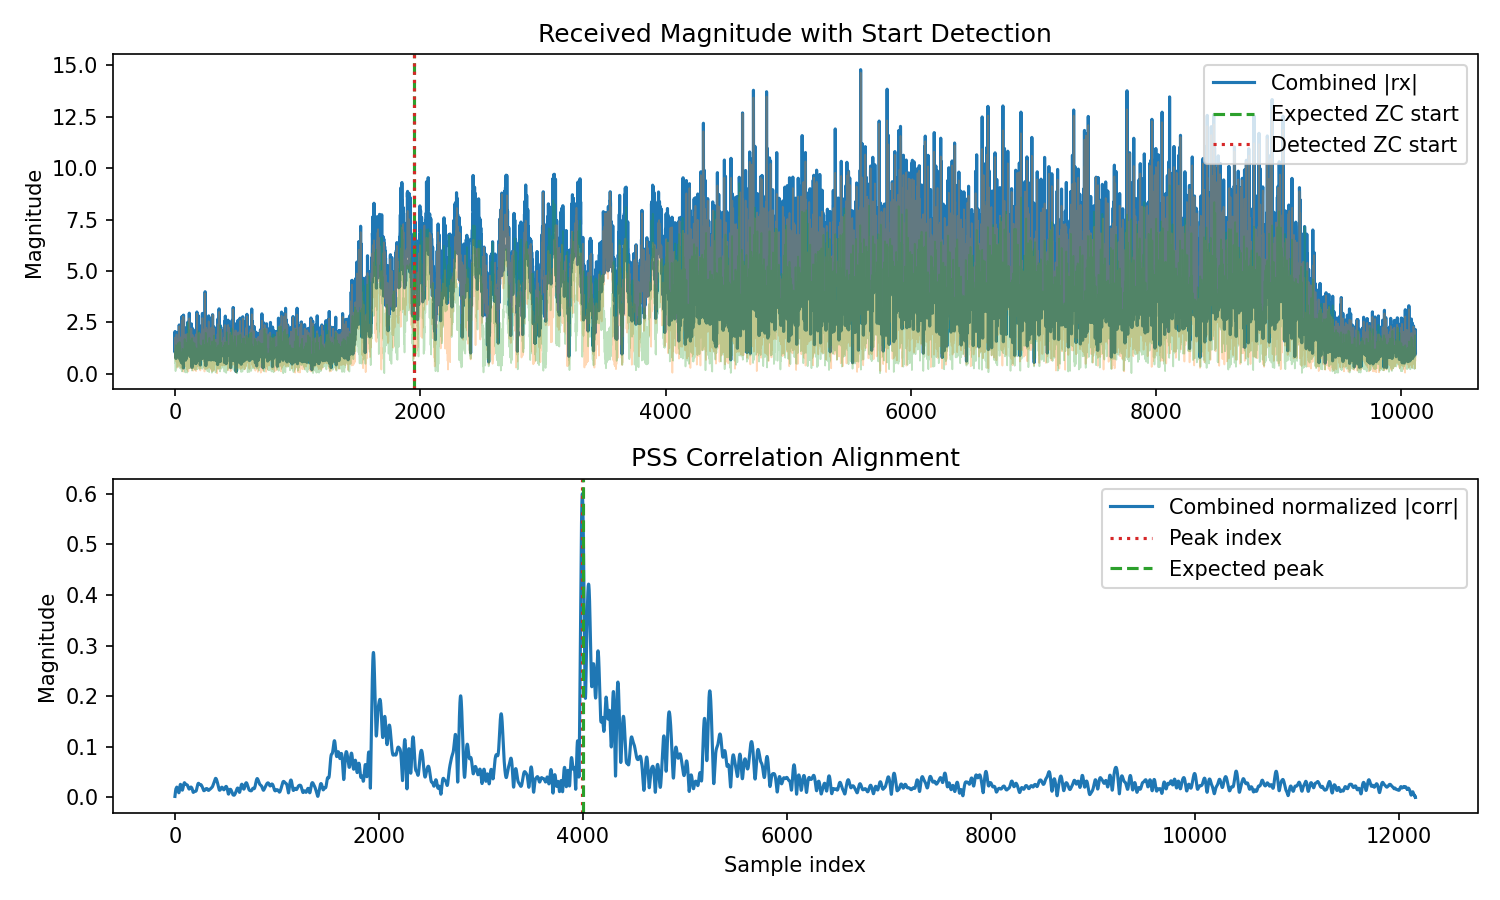 Received Magnitude with Start Detection
15.0
12.5
10.0
7.5
5.0
2.5
0.0
Magnitude
Combined |rx|
Expected ZC start
Detected ZC start
0 2000 4000 6000 8000 10000
PSS Correlation Alignment
0.6
0.5
0.4
0.3
0.2
0.1
0.0
Magnitude
Combined normalized |corr|
Peak index
Expected peak
0 2000 4000 6000 8000 10000 12000
Sample index